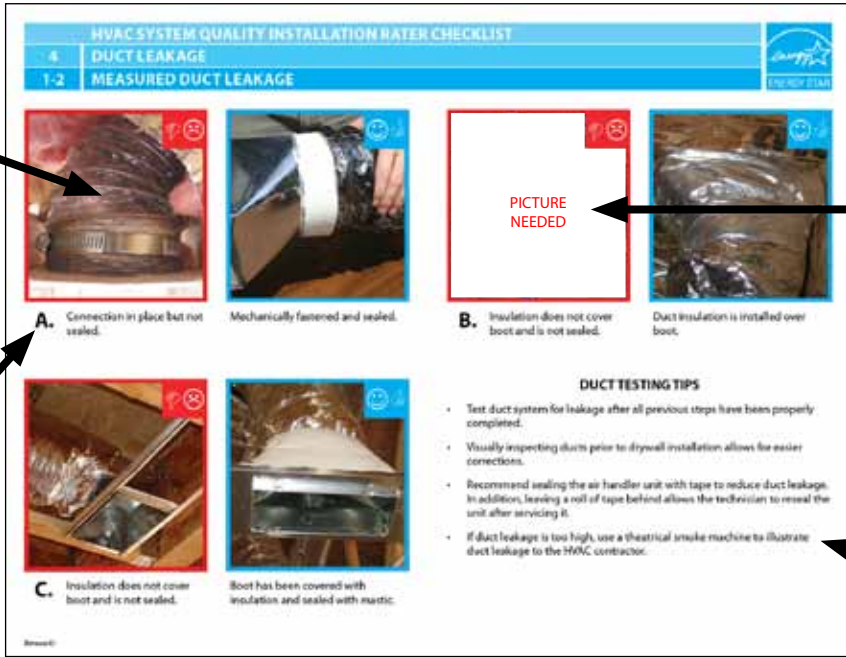 HVAC SYSTEM QUALITY INSTALLATION RATER CHECKLIST
4 DUCT LEAKAGE
1-2 MEASURED DUCT LEAKAGE
energy
ENERGY STAR
PICTURE
NEEDED
A. Connection in place but not
sealed.
Mechanically fastened and sealed.
B. Insulation does not cover
boot and is not sealed.
Duct insulation is installed over
boot.
C. Insulation does not cover
boot and is not sealed.
Boot has been covered with
insulation and sealed with mastic.
DUCT TESTING TIPS
• Test duct system for leakage after all previous steps have been properly
completed.
• Visually inspecting ducts prior to drywall installation allows for easier
corrections.
• Recommend sealing the air handler unit with tape to reduce duct leakage.
In addition, leaving a roll of tape behind allows the technician to reseal the
unit after servicing it.
• If duct leakage is too high, use a theatrical smoke machine to illustrate
duct leakage to the HVAC contractor.